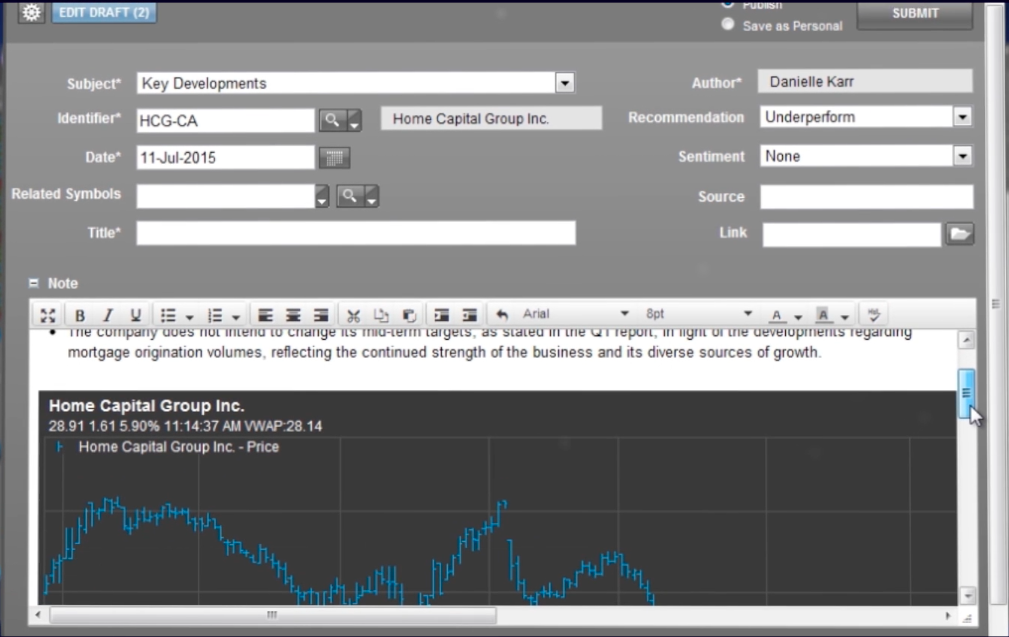 EDIT DRAFT (2)
Publish
Save as Personal
SUBMIT
Subject* Key Developments
Author* Danielle Karr
Identifier* HCG-CA Home Capital Group Inc.
Recommendation Underperform
Date* 11-Jul-2015
Sentiment None
Related Symbols
Source
Title*
Link
Note
B I U Arial 8pt A A
The company does not intend to change its mid-term targets, as stated in the Q1 report, in light of the developments regarding
mortgage origination volumes, reflecting the continued strength of the business and its diverse sources of growth.
Home Capital Group Inc.
28.91 1.61 5.90% 11:14:37 AM VWAP:28.14
Home Capital Group Inc. - Price